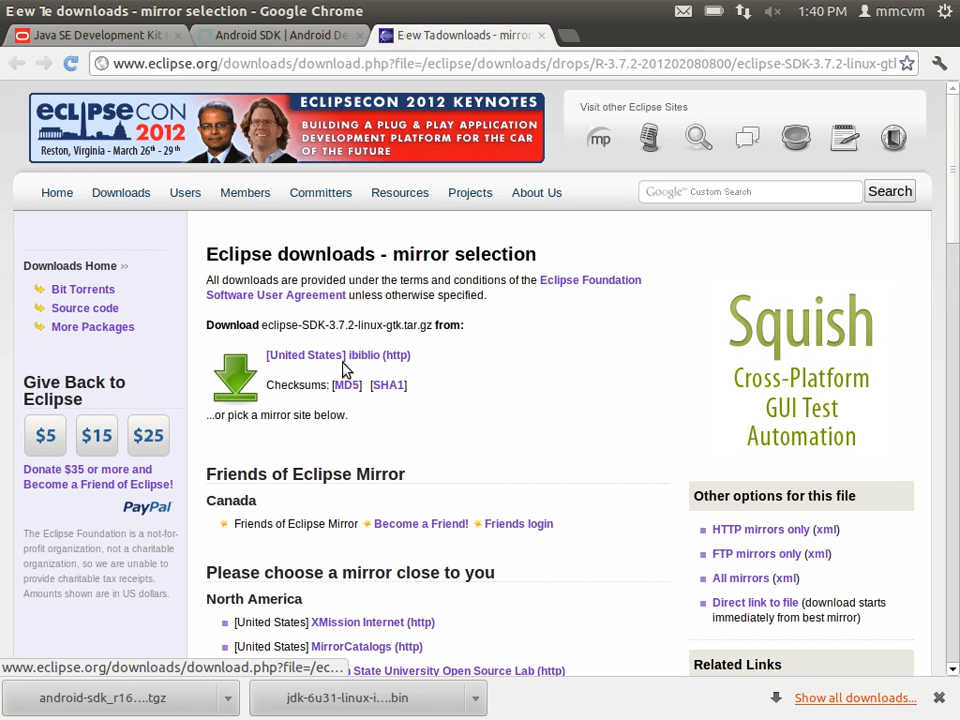 E ew Te downloads - mirror selection - Google Chrome
1:40 PM
mmcvm
Java SE Development Kit
Android SDK | Android De
E ew Ta downloads - mirror
www.eclipse.org/downloads/download.php?file=/eclipse/downloads/drops/R-3.7.2-201202080800/eclipse-SDK-3.7.2-linux-gtk
eclipsecon
2012
Reston, Virginia - March 26th - 29th
ECLIPSECON 2012 KEYNOTES
BUILDING A PLUG & PLAY APPLICATION
DEVELOPMENT PLATFORM FOR THE CAR
OF THE FUTURE
Visit other Eclipse Sites
mp
Home
Downloads
Users
Members
Committers
Resources
Projects
About Us
Google™ Custom Search
Search
Downloads Home
Bit Torrents
Source code
More Packages
Give Back to
Eclipse
$5
$15
$25
Donate $35 or more and
Become a Friend of Eclipse!
PayPal
The Eclipse Foundation is a not-for-
profit organization, not a charitable
organization, so we are unable to
provide charitable tax receipts.
Amounts shown are in US dollars.
Eclipse downloads - mirror selection
All downloads are provided under the terms and conditions of the Eclipse Foundation
Software User Agreement unless otherwise specified.
Download eclipse-SDK-3.7.2-linux-gtk.tar.gz from:
[United States] ibiblio (http)
Checksums: [MD5] [SHA1]
...or pick a mirror site below.
Friends of Eclipse Mirror
Canada
Friends of Eclipse Mirror Become a Friend! Friends login
Please choose a mirror close to you
North America
[United States] XMission Internet (http)
[United States] MirrorCatalogs (http)
State University Open Source Lab (http)
Squish
Cross-Platform
GUI Test
Automation
Other options for this file
HTTP mirrors only (xml)
FTP mirrors only (xml)
All mirrors (xml)
Direct link to file (download starts
immediately from best mirror)
Related Links
www.eclipse.org/downloads/download.php?file=/ec...
android-sdk_r16....tgz
jdk-6u31-linux-i....bin
Show all downloads...